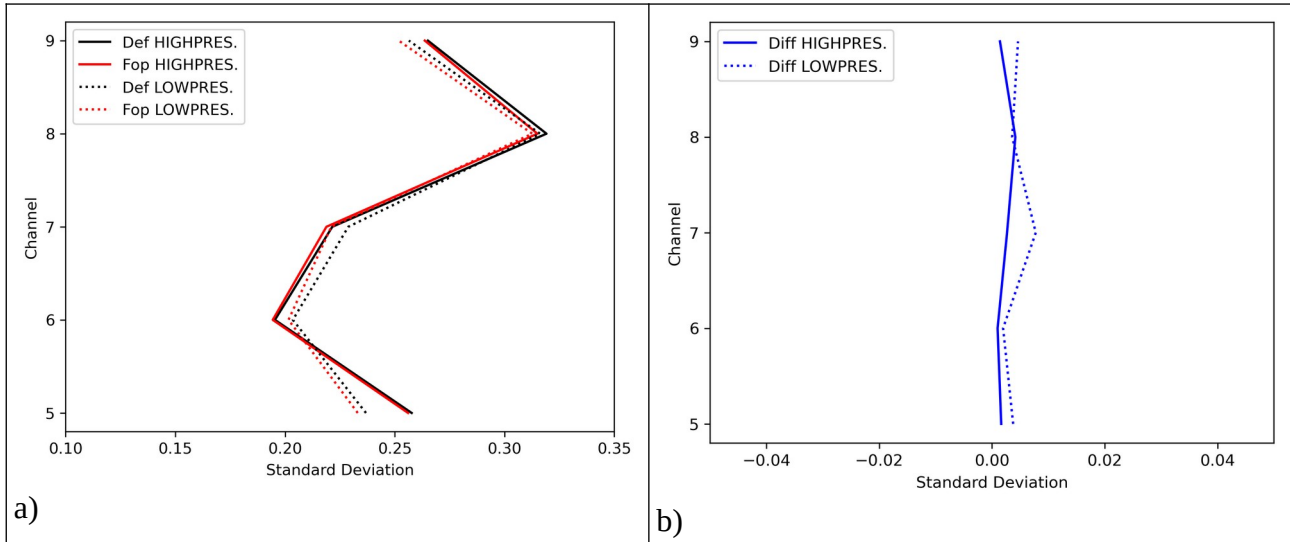 Def HIGHPRES.
Fop HIGHPRES.
Def LOWPRES.
Fop LOWPRES.
9
8
7
6
5
Channel
0.10
0.15
0.20
0.25
0.30
0.35
Standard Deviation
a)
Diff HIGHPRES.
Diff LOWPRES.
9
8
7
6
5
Channel
−0.04
−0.02
0.00
0.02
0.04
Standard Deviation
b)